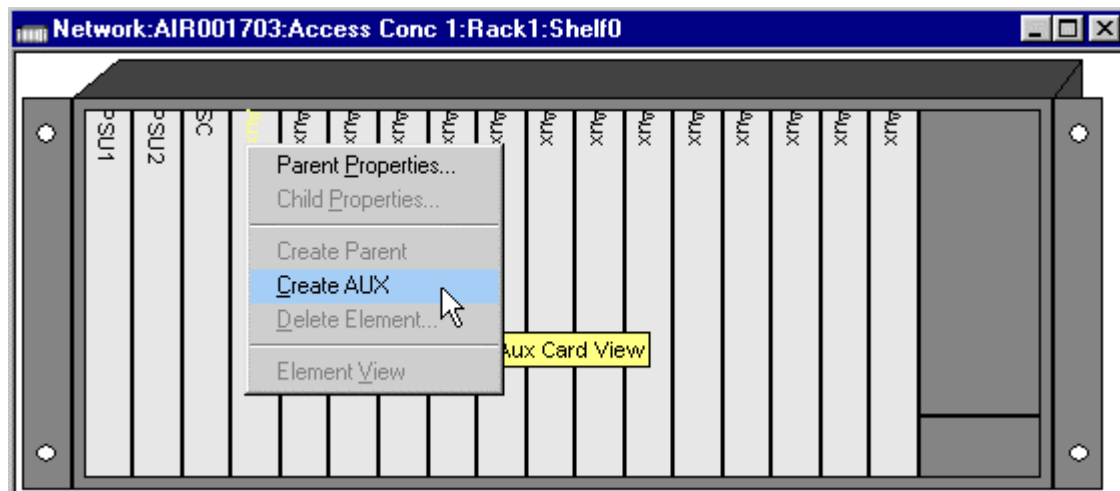 Network:AIR001703:Access Conc 1:Rack1:Shelf0
PSU1
PSU2
SC
Aux
Aux
Aux
Aux
Aux
Aux
Aux
Aux
Aux
Aux
Aux
Aux
Aux
Aux
Parent Properties...
Child Properties...
Create Parent
Create AUX
Delete Element...
Element View
Aux Card View